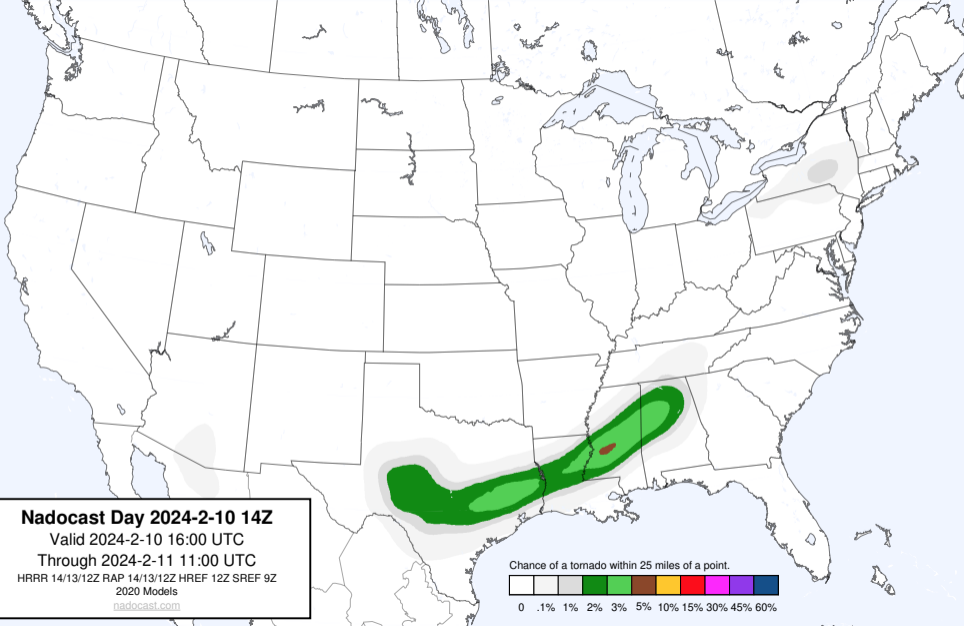 Nadocast Day 2024-2-10 14Z
Valid 2024-2-10 16:00 UTC
Through 2024-2-11 11:00 UTC
HRRR 14/13/12Z RAP 14/13/12Z HREF 12Z SREF 9Z
2020 Models
nadocast.com
Chance of a tornado within 25 miles of a point.
0 .1% 1% 2% 3% 5% 10% 15% 30% 45% 60%